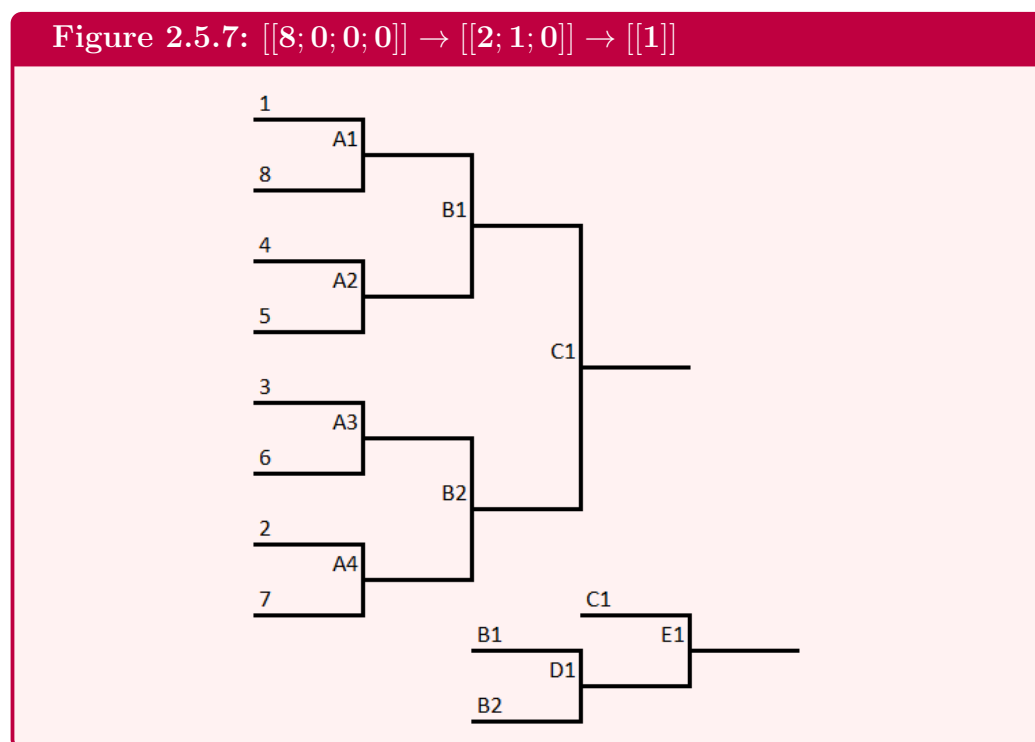 Figure 2.5.7: [[8; 0; 0; 0]] → [[2; 1; 0]] → [[1]]
1
A1
8
B1
4
A2
5
C1
3
A3
6
B2
2
A4
7
C1
B1
E1
D1
B2